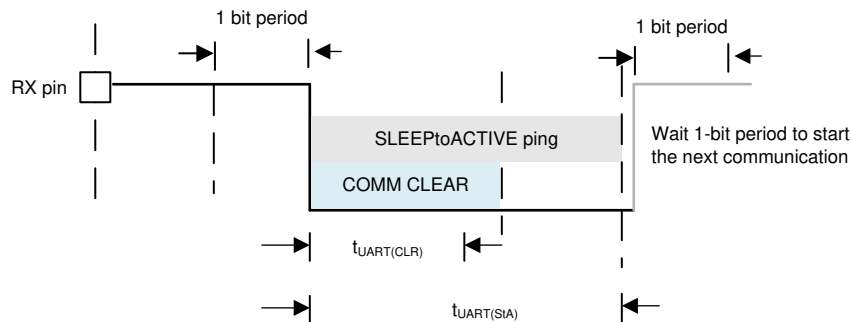 1 bit period
1 bit period
RX pin
SLEEPtoACTIVE ping
Wait 1-bit period to start
the next communication
COMM CLEAR
tUART(CLR)
tUART(StA)